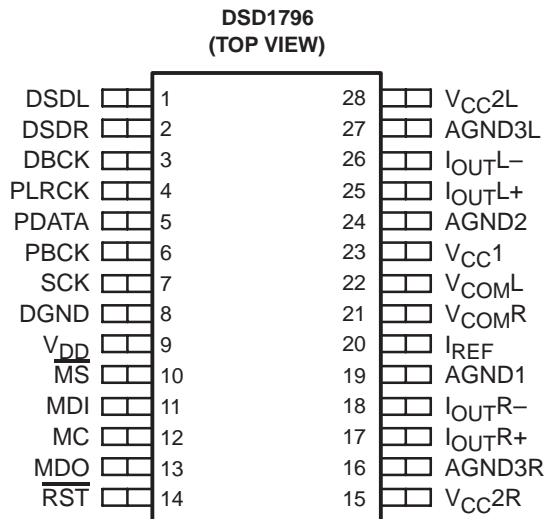 DSD1796
(TOP VIEW)
DSDL 1 28 VCC2L
DSDR 2 27 AGND3L
DBCK 3 26 IOUTL–
PLRCK 4 25 IOUTL+
PDATA 5 24 AGND2
PBCK 6 23 VCC1
SCK 7 22 VCOML
DGND 8 21 VCOMR
VDD 9 20 IREF
M̅S̅ 10 19 AGND1
MDI 11 18 IOUTR–
MC 12 17 IOUTR+
MDO 13 16 AGND3R
R̅S̅T̅ 14 15 VCC2R